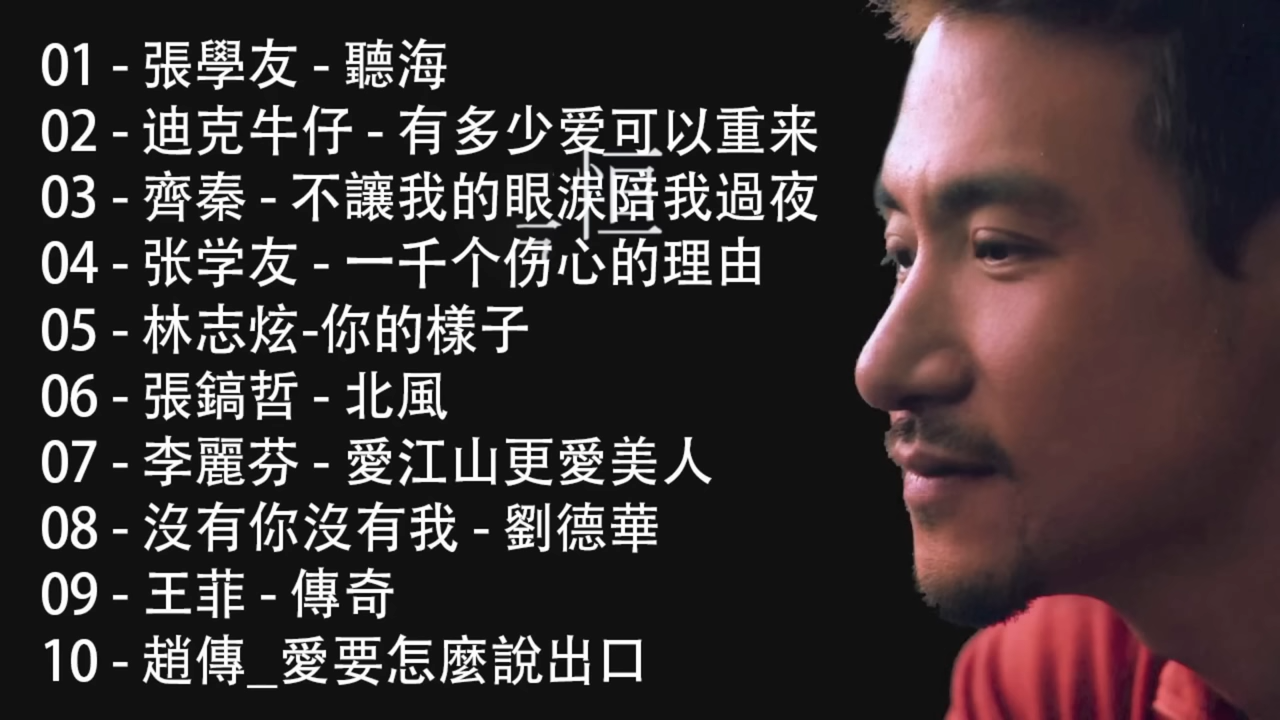 01 - 張學友 - 聽海
02 - 迪克牛仔 - 有多少爱可以重来
03 - 齊秦 - 不讓我的眼淚陪我過夜
04 - 张学友 - 一千个伤心的理由
05 - 林志炫-你的樣子
06 - 張鎬哲 - 北風
07 - 李麗芬 - 愛江山更愛美人
08 - 沒有你沒有我 - 劉德華
09 - 王菲 - 傳奇
10 - 趙傳_愛要怎麼說出口